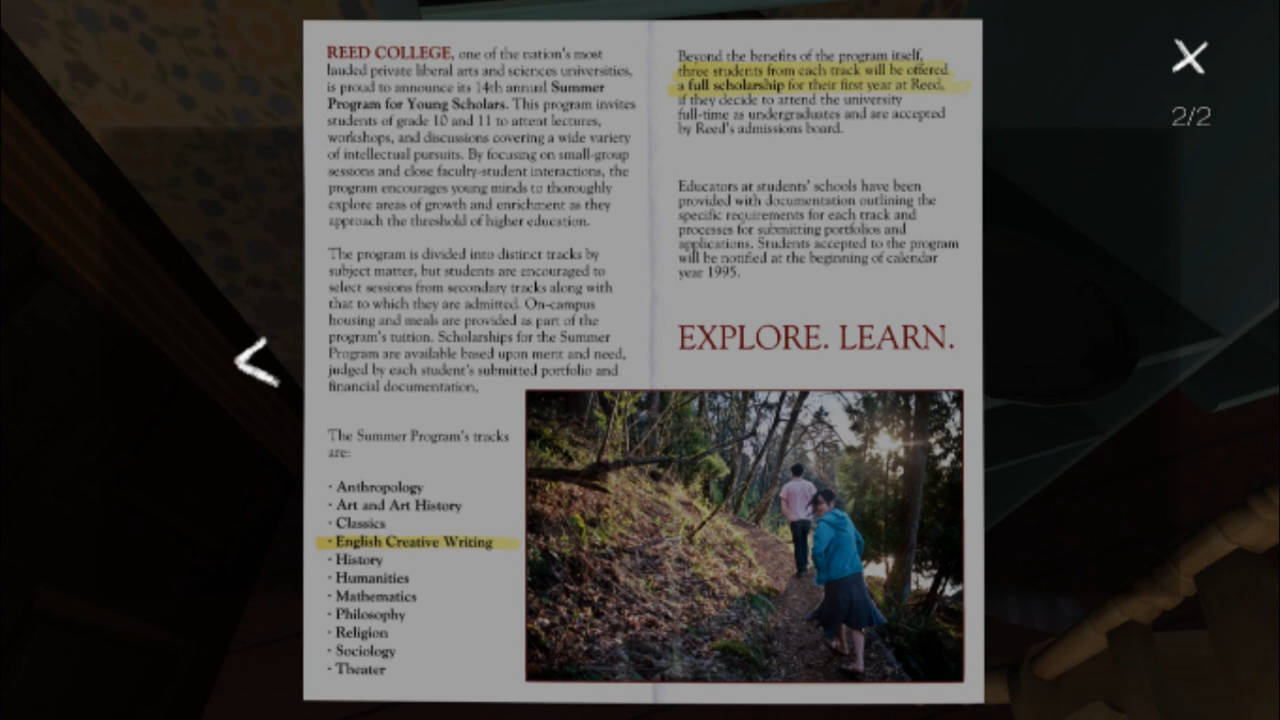 REED COLLEGE, one of the nation's most
lauded private liberal arts and sciences universities,
is proud to announce its 14th annual Summer
Program for Young Scholars. This program invites
students of grade 10 and 11 to attent lectures,
workshops, and discussions covering a wide variety
of intellectual pursuits. By focusing on small-group
sessions and close faculty-student interactions, the
program encourages young minds to thoroughly
explore areas of growth and enrichment as they
approach the threshold of higher education.
The program is divided into distinct tracks by
subject matter, but students are encouraged to
select sessions from secondary tracks along with
that to which they are admitted. On-campus
housing and meals are provided as part of the
program's tuition. Scholarships for the Summer
Program are available based upon merit and need,
judged by each student's submitted portfolio and
financial documentation.
The Summer Program's tracks
are:
· Anthropology
· Art and Art History
· Classics
· English Creative Writing
· History
· Humanities
· Mathematics
· Philosophy
· Religion
· Sociology
· Theater
Beyond the benefits of the program itself,
three students from each track will be offered
a full scholarship for their first year at Reed,
if they decide to attend the university
full-time as undergraduates and are accepted
by Reed's admissions board.
Educators at students' schools have been
provided with documentation outlining the
specific requirements for each track and
processes for submitting portfolios and
applications. Students accepted to the program
will be notified at the beginning of calendar
year 1995.
EXPLORE. LEARN.
2/2